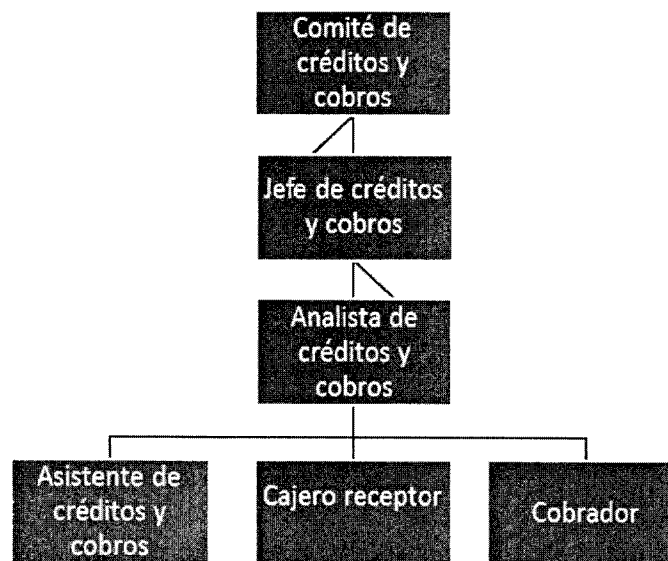 Comité de
créditos y
cobros
Jefe de créditos
y cobros
Analista de
créditos y
cobros
Asistente de
créditos y
cobros
Cajero receptor
Cobrador